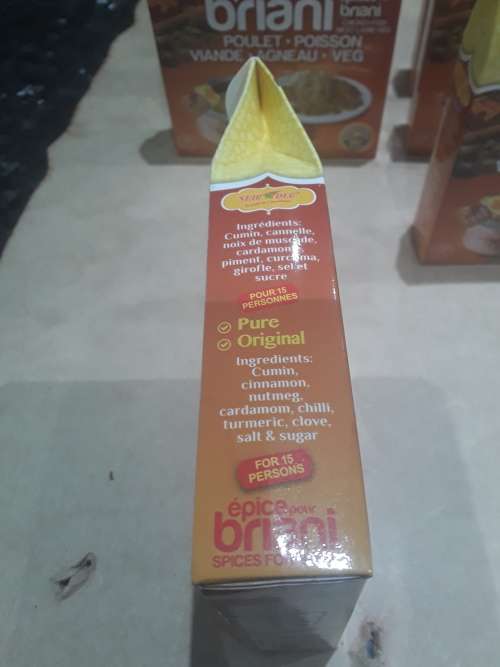 briani
briani
POULET • POISSON
VIANDE • AGNEAU • VEG
Ingrédients:
Cumin, cannelle,
noix de muscade,
cardamome,
piment, curcuma,
girofle, sel et
sucre
POUR 15
PERSONNES
Pure
Original
Ingredients:
Cumin,
cinnamon,
nutmeg,
cardamom, chilli,
turmeric, clove,
salt & sugar
FOR 15
PERSONS
épice pour
briani
SPICES FOR